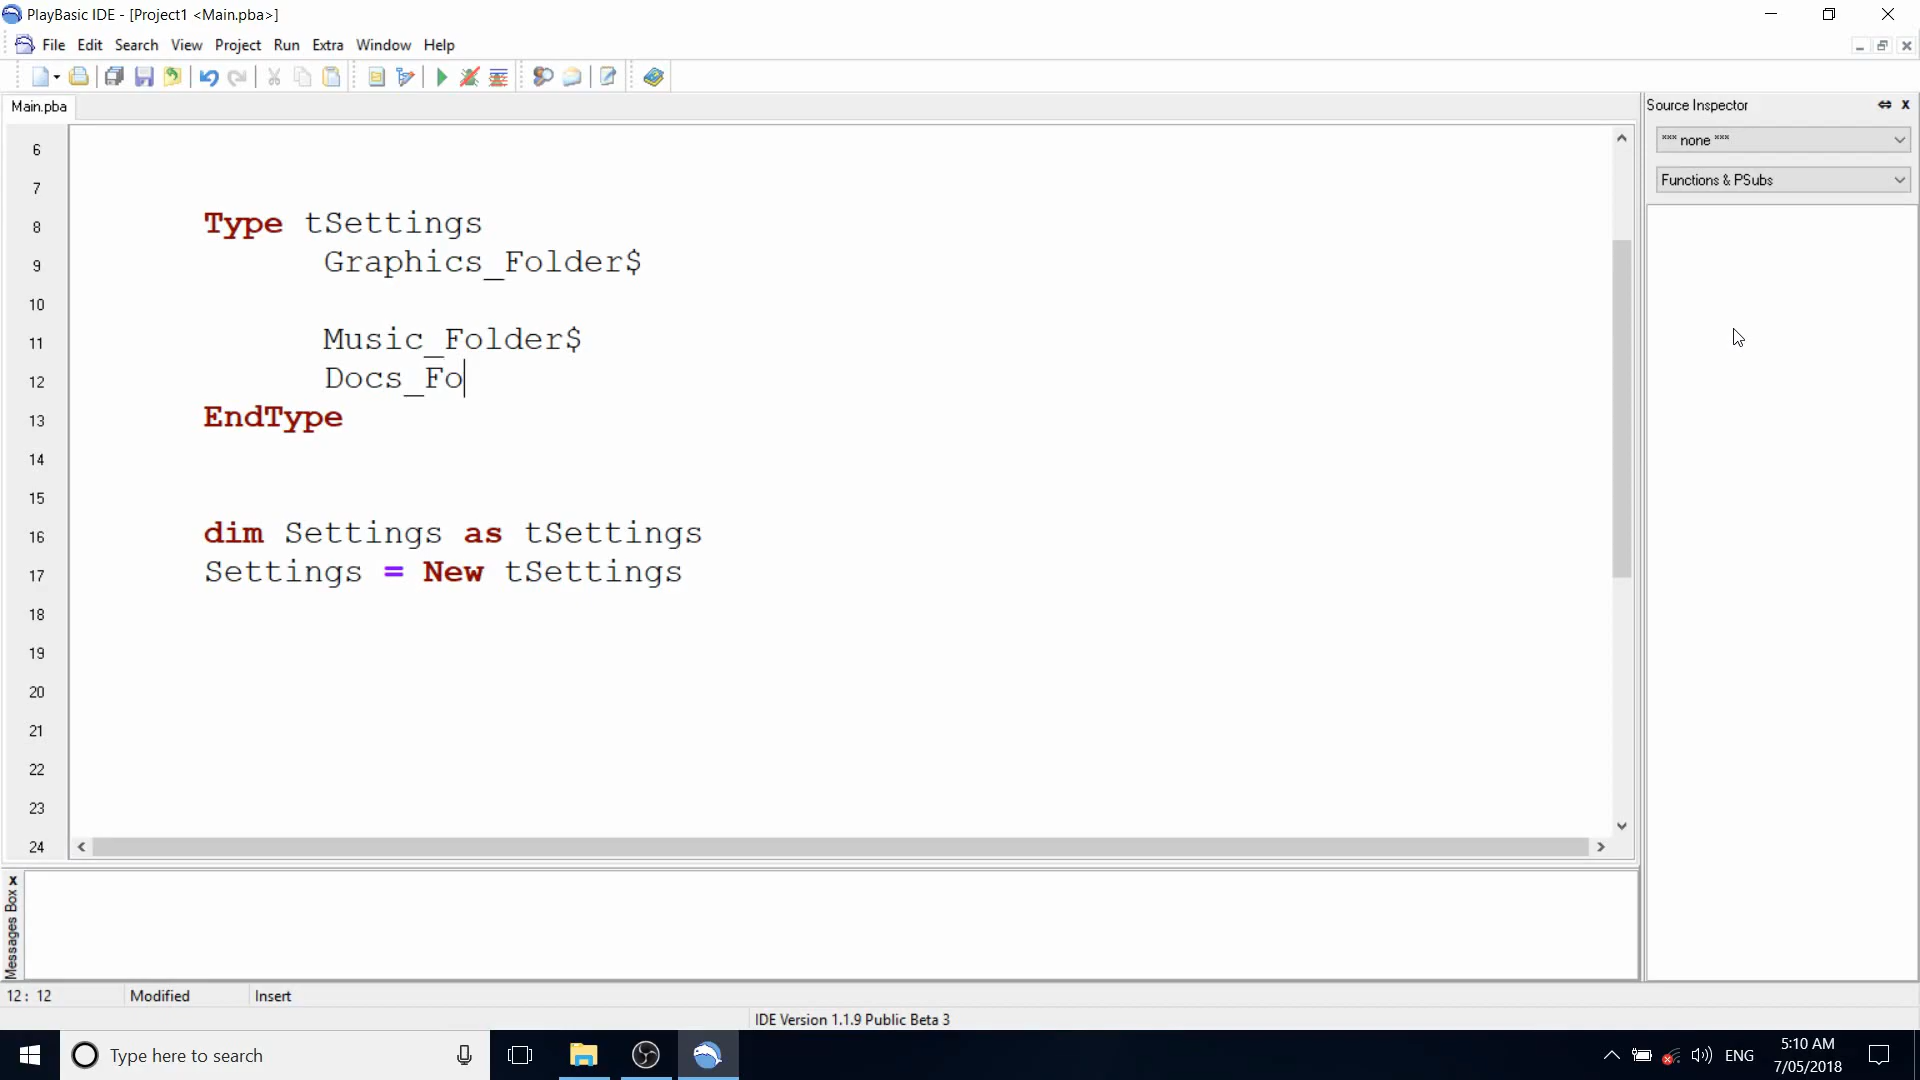 PlayBasic IDE - [Project1 <Main.pba>]
File Edit Search View Project Run Extra Window Help
Main.pba
Source Inspector
*** none ***
Functions & PSubs
6
7
8 Type tSettings
9 Graphics_Folder$
10
11 Music_Folder$
12 Docs_Fo
13 EndType
14
15
16 dim Settings as tSettings
17 Settings = New tSettings
18
19
20
21
22
23
24
Messages Box
12: 12 Modified Insert
IDE Version 1.1.9 Public Beta 3
Type here to search
ENG
5:10 AM
7/05/2018